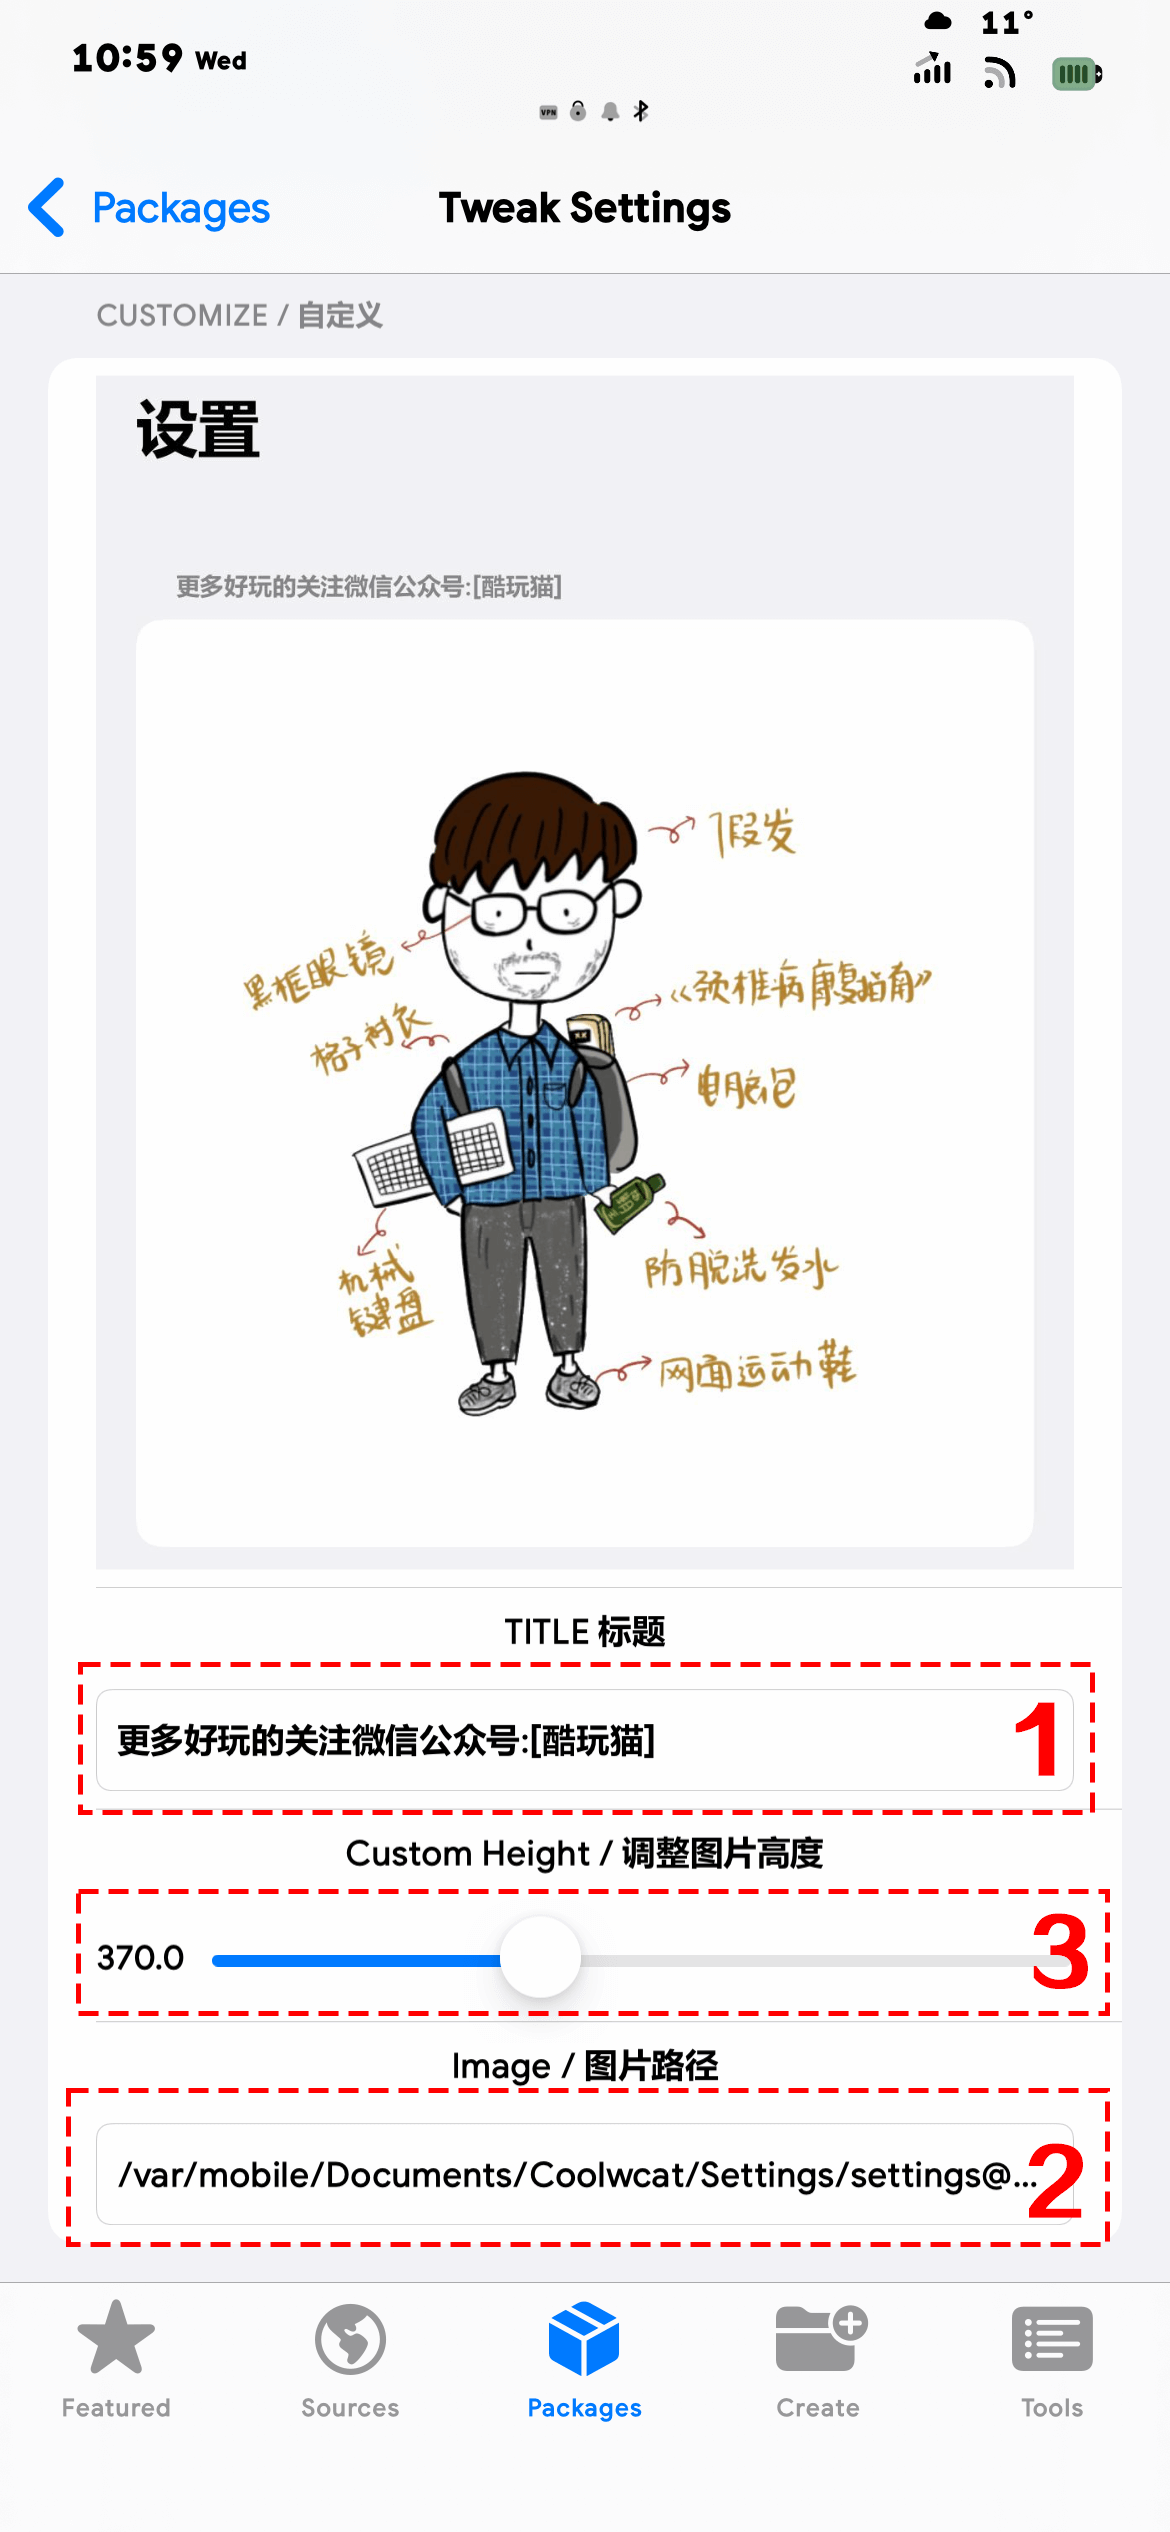 10:59 Wed
11°
VPN
Packages
Tweak Settings
CUSTOMIZE / 自定义
设置
更多好玩的关注微信公众号:[酷玩猫]
假发
黑框眼镜
《颈椎病康复指南》
格子衬衣
电脑包
防脱洗发水
机械
键盘
网面运动鞋
TITLE 标题
更多好玩的关注微信公众号:[酷玩猫]
1
Custom Height / 调整图片高度
370.0
3
Image / 图片路径
/var/mobile/Documents/Coolwcat/Settings/settings@...
2
Featured
Sources
Packages
Create
Tools